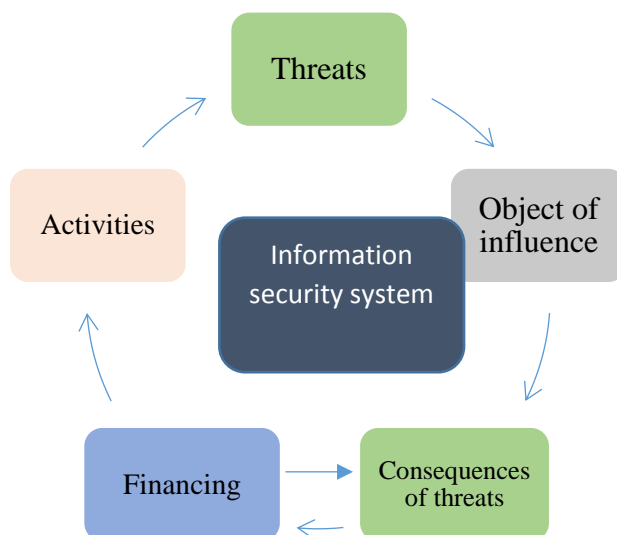 Threats
Activities
Object of
influence
Information
security system
Financing
Consequences
of threats